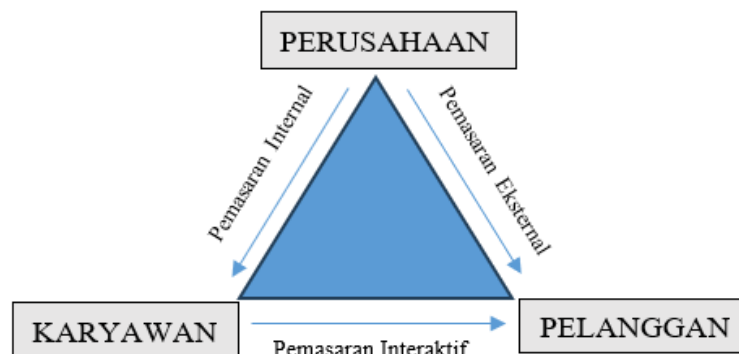 PERUSAHAAN
Pemasaran Internal
Pemasaran Eksternal
KARYAWAN
PELANGGAN
Pemasaran Interaktif